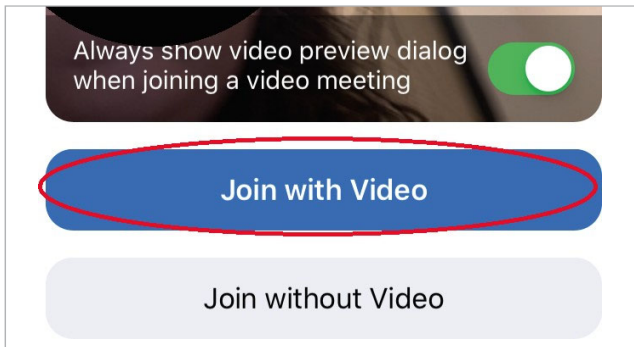 Always show video preview dialog
when joining a video meeting
Join with Video
Join without Video